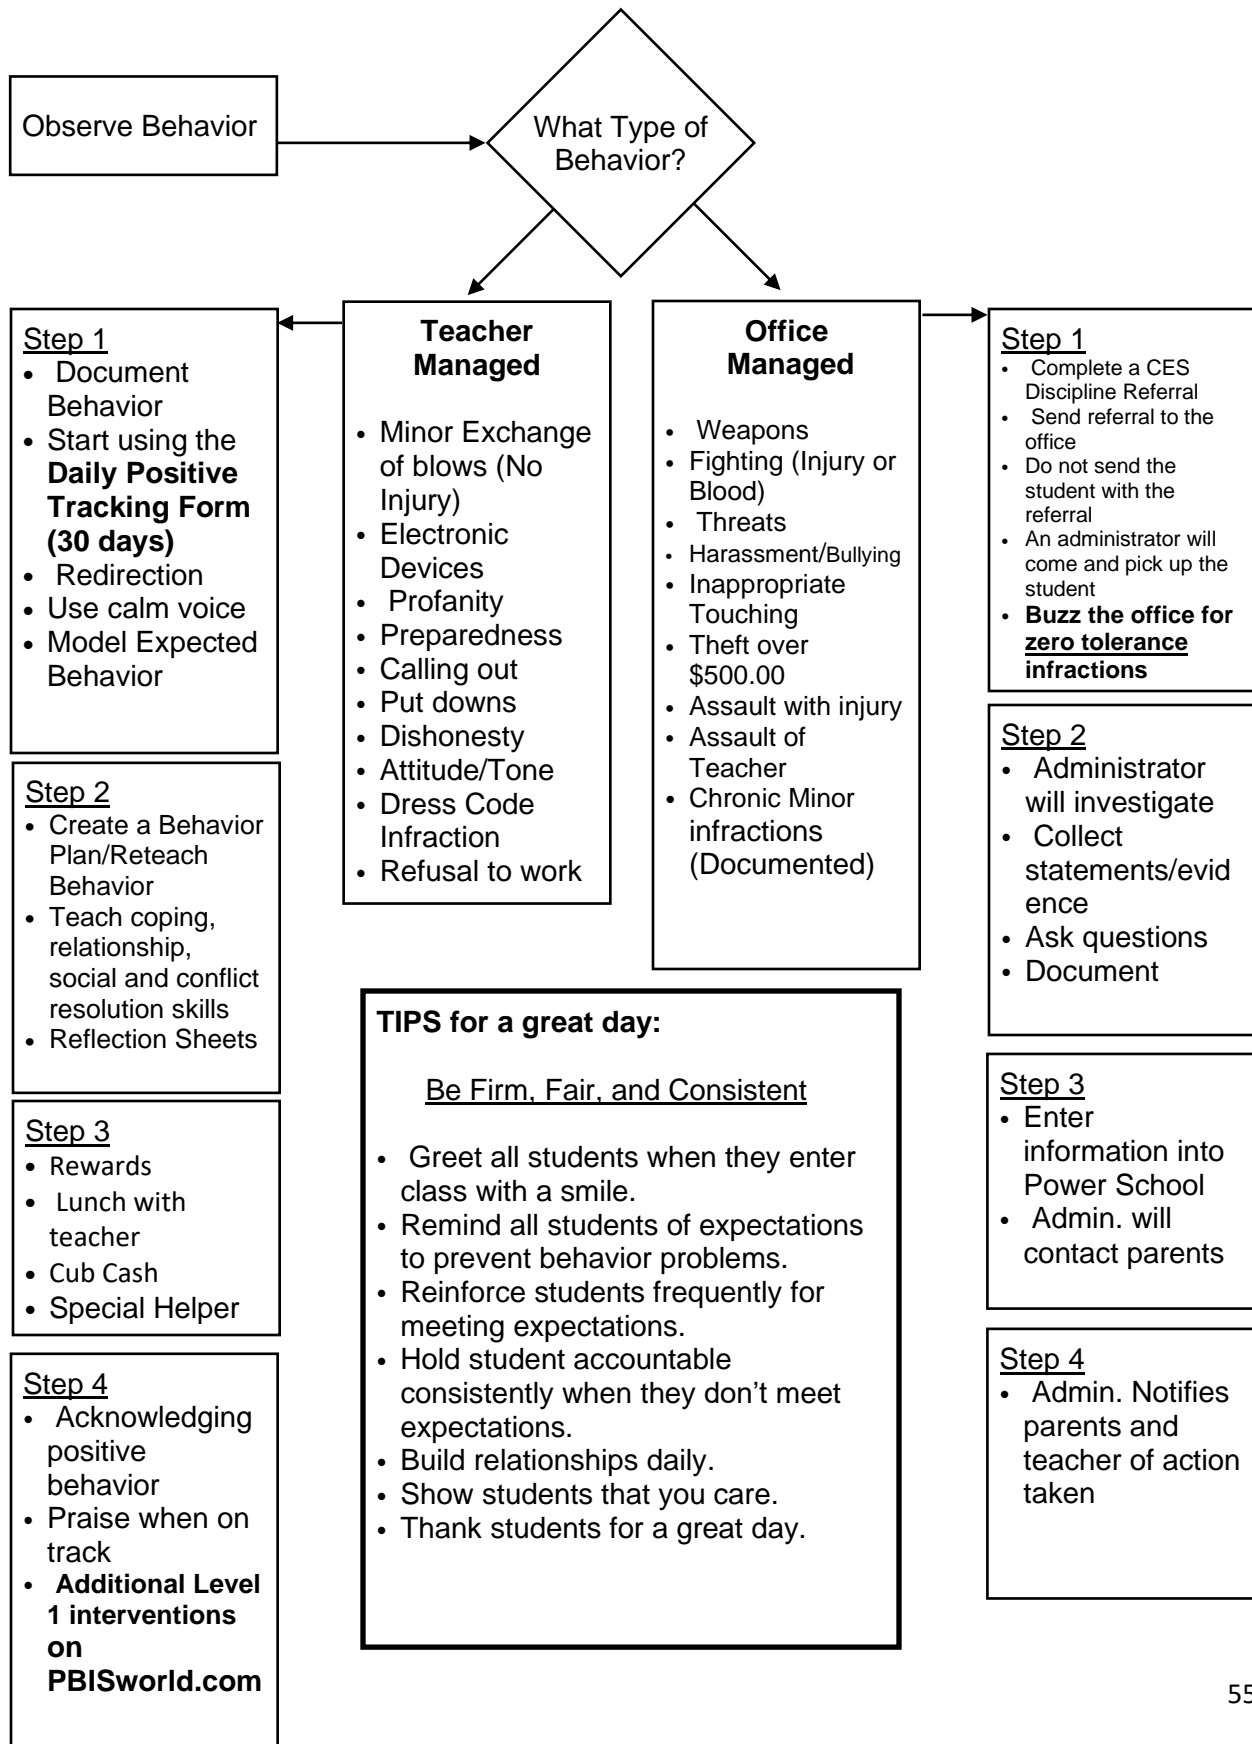 Observe Behavior
What Type of
Behavior?
Step 1
• Document
Behavior
• Start using the
Daily Positive
Tracking Form
(30 days)
• Redirection
• Use calm voice
• Model Expected
Behavior
Step 2
• Create a Behavior
Plan/Reteach
Behavior
• Teach coping,
relationship,
social and conflict
resolution skills
• Reflection Sheets
Step 3
• Rewards
• Lunch with
teacher
• Cub Cash
• Special Helper
Step 4
• Acknowledging
positive
behavior
• Praise when on
track
• Additional Level
1 interventions
on
PBISworld.com
Teacher
Managed
• Minor Exchange
of blows (No
Injury)
• Electronic
Devices
• Profanity
• Preparedness
• Calling out
• Put downs
• Dishonesty
• Attitude/Tone
• Dress Code
Infraction
• Refusal to work
Office
Managed
• Weapons
• Fighting (Injury or
Blood)
• Threats
• Harassment/Bullying
• Inappropriate
Touching
• Theft over
$500.00
• Assault with injury
• Assault of
Teacher
• Chronic Minor
infractions
(Documented)
TIPS for a great day:
Be Firm, Fair, and Consistent
• Greet all students when they enter
class with a smile.
• Remind all students of expectations
to prevent behavior problems.
• Reinforce students frequently for
meeting expectations.
• Hold student accountable
consistently when they don’t meet
expectations.
• Build relationships daily.
• Show students that you care.
• Thank students for a great day.
Step 1
• Complete a CES
Discipline Referral
• Send referral to the
office
• Do not send the
student with the
referral
• An administrator will
come and pick up the
student
• Buzz the office for
zero tolerance
infractions
Step 2
• Administrator
will investigate
• Collect
statements/evid
ence
• Ask questions
• Document
Step 3
• Enter
information into
Power School
• Admin. will
contact parents
Step 4
• Admin. Notifies
parents and
teacher of action
taken
55